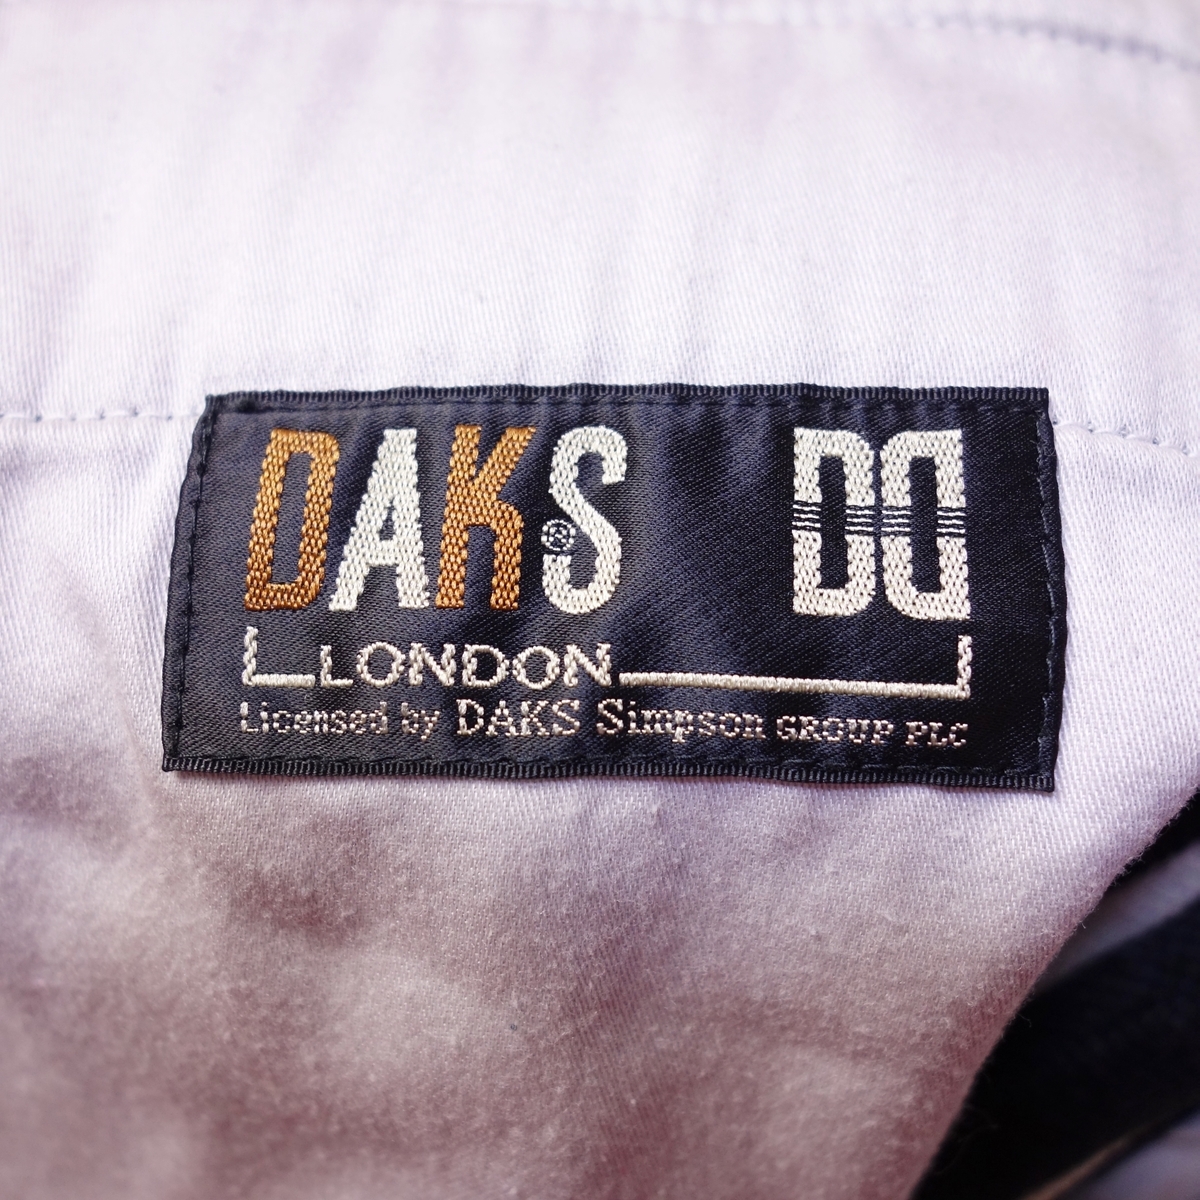 DAKS® DD
LONDON
Licensed by DAKS Simpson GROUP PLC